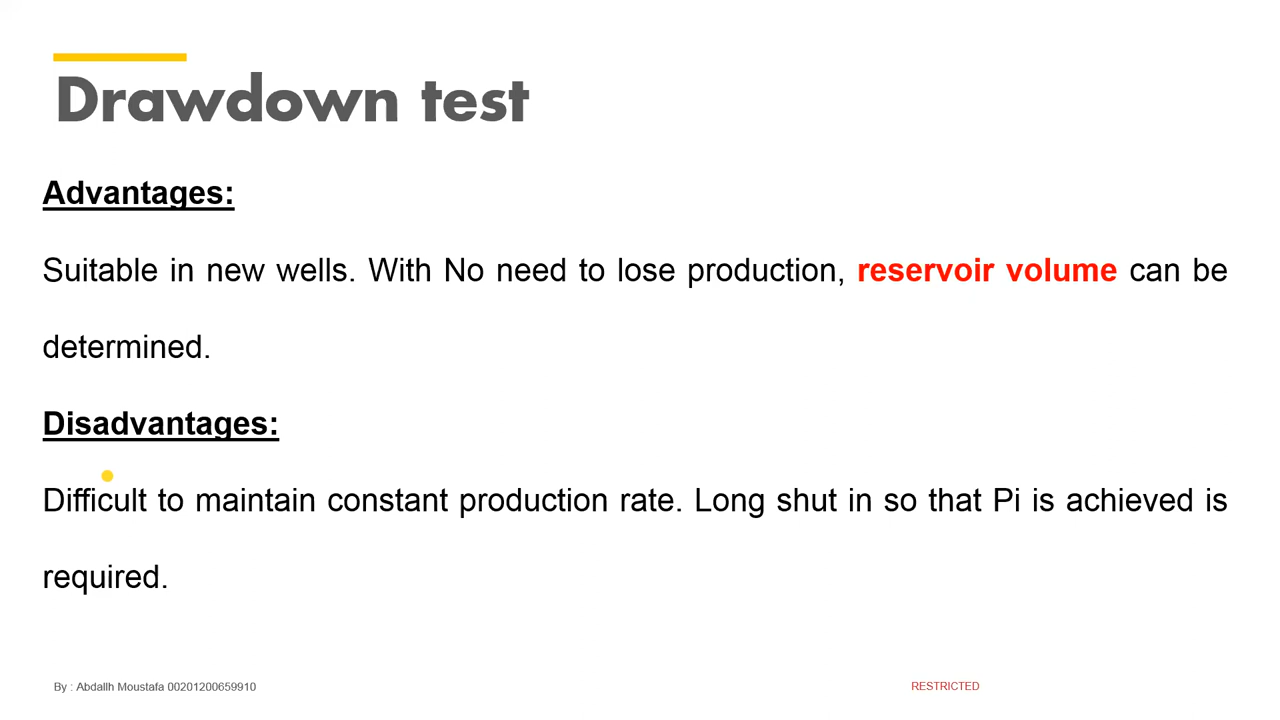 Drawdown test
Advantages:
Suitable in new wells. With No need to lose production, reservoir volume can be
determined.
Disadvantages:
Difficult to maintain constant production rate. Long shut in so that Pi is achieved is
required.
By : Abdallh Moustafa 00201200659910
RESTRICTED